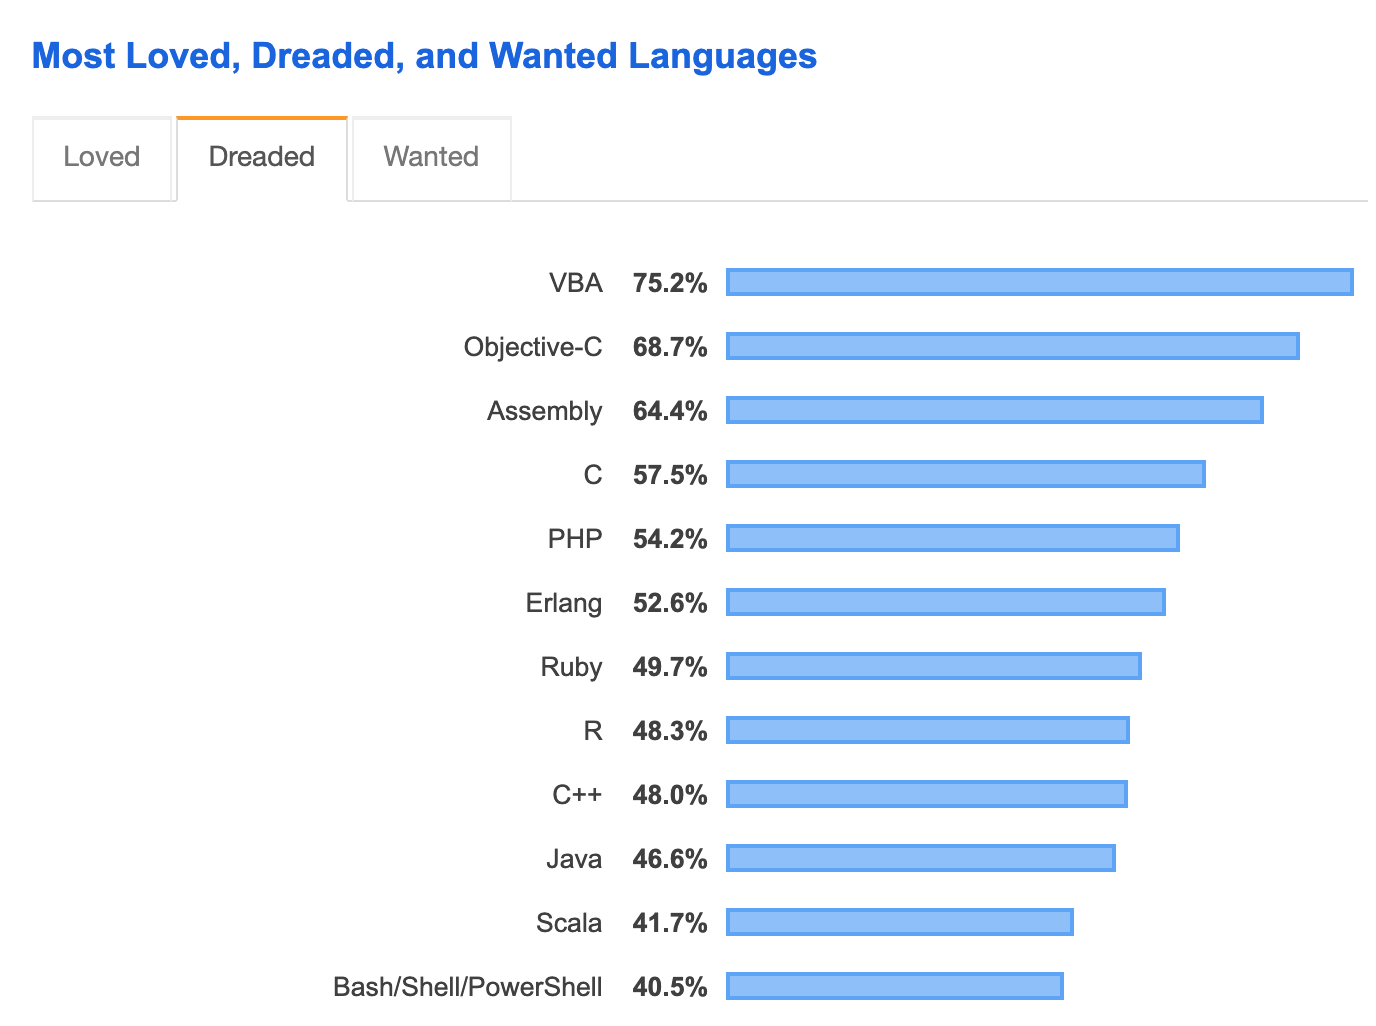 Most Loved, Dreaded, and Wanted Languages
Loved Dreaded Wanted
VBA 75.2%
Objective-C 68.7%
Assembly 64.4%
C 57.5%
PHP 54.2%
Erlang 52.6%
Ruby 49.7%
R 48.3%
C++ 48.0%
Java 46.6%
Scala 41.7%
Bash/Shell/PowerShell 40.5%